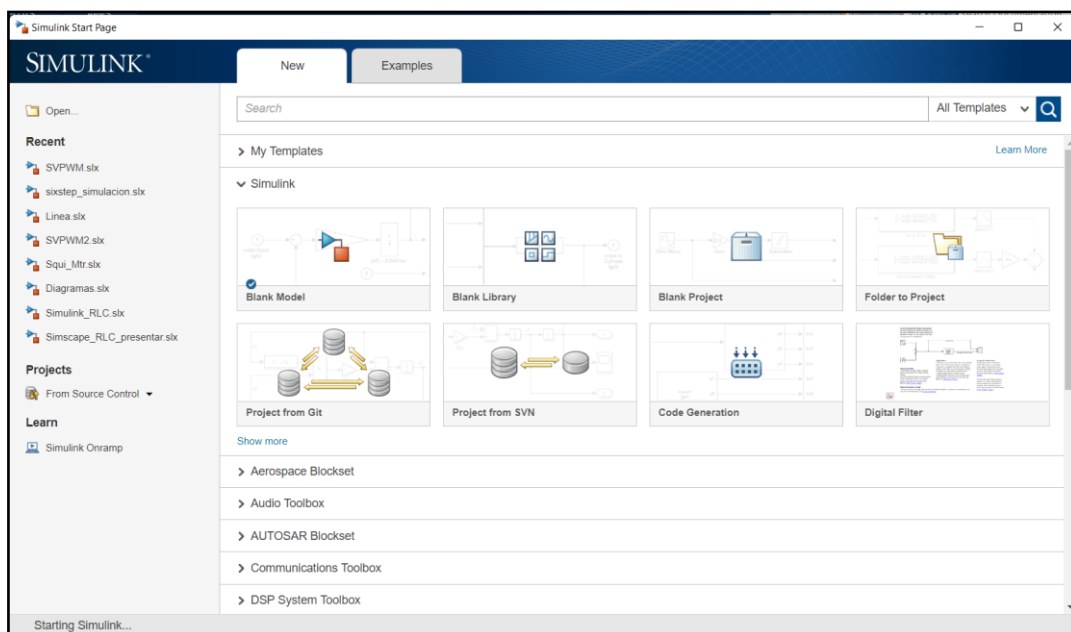 Simulink Start Page
SIMULINK®
New
Examples
Open...
Recent
SVPWM.slx
sixstep_simulacion.slx
Linea.slx
SVPWM2.slx
Squi_Mtr.slx
Diagramas.slx
Simulink_RLC.slx
Simscape_RLC_presentar.slx
Projects
From Source Control
Learn
Simulink Onramp
Search
All Templates
My Templates
Learn More
Simulink
Blank Model
Blank Library
Blank Project
Folder to Project
Project from Git
Project from SVN
Code Generation
Digital Filter
Show more
Aerospace Blockset
Audio Toolbox
AUTOSAR Blockset
Communications Toolbox
DSP System Toolbox
Starting Simulink...